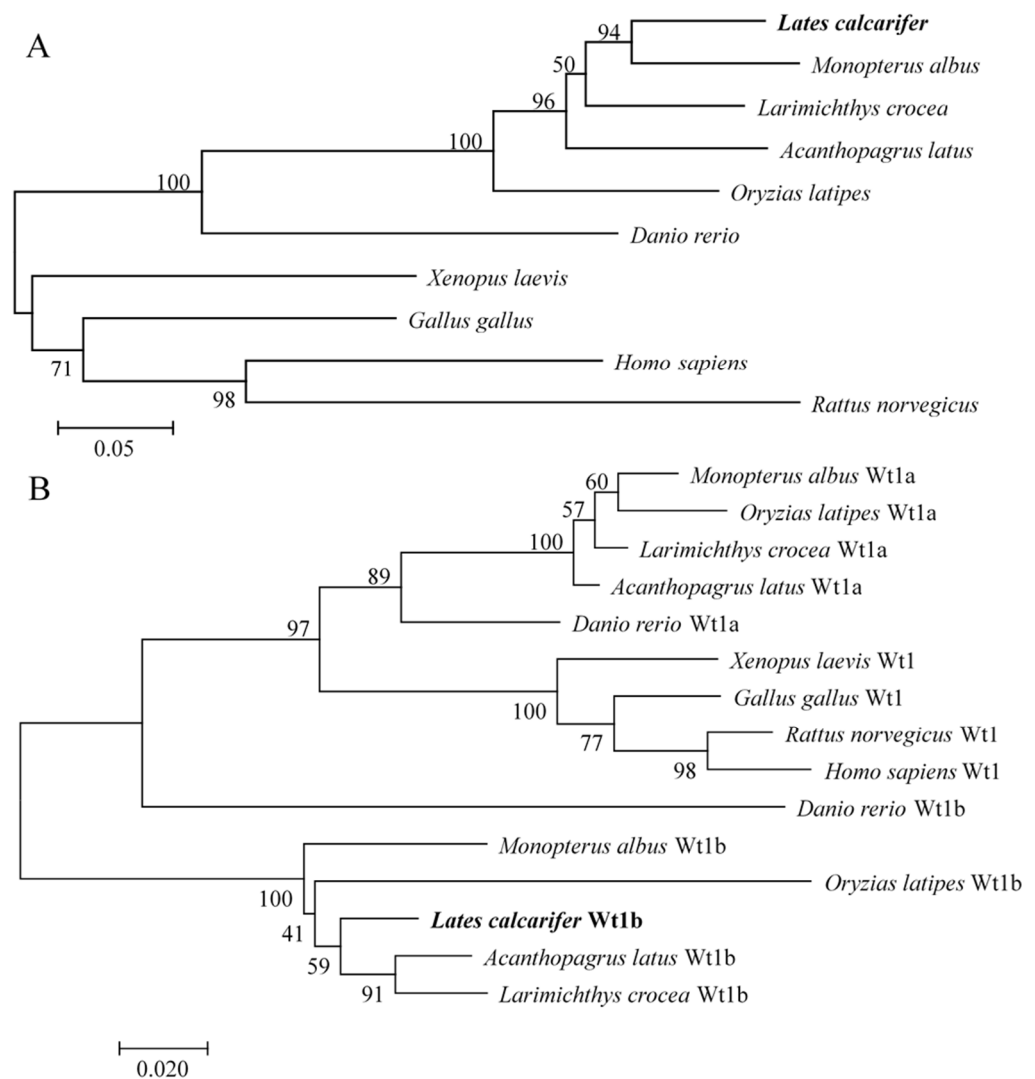 A
Lates calcarifer
94
Monopterus albus
50
Larimichthys crocea
96
Acanthopagrus latus
100
Oryzias latipes
100
Danio rerio
Xenopus laevis
Gallus gallus
71
Homo sapiens
98
Rattus norvegicus
0.05
B
Monopterus albus Wt1a
60
Oryzias latipes Wt1a
57
Larimichthys crocea Wt1a
100
Acanthopagrus latus Wt1a
89
Danio rerio Wt1a
97
Xenopus laevis Wt1
Gallus gallus Wt1
100
Rattus norvegicus Wt1
77
Homo sapiens Wt1
98
Danio rerio Wt1b
Monopterus albus Wt1b
Oryzias latipes Wt1b
100
Lates calcarifer Wt1b
41
Acanthopagrus latus Wt1b
59
Larimichthys crocea Wt1b
91
0.020